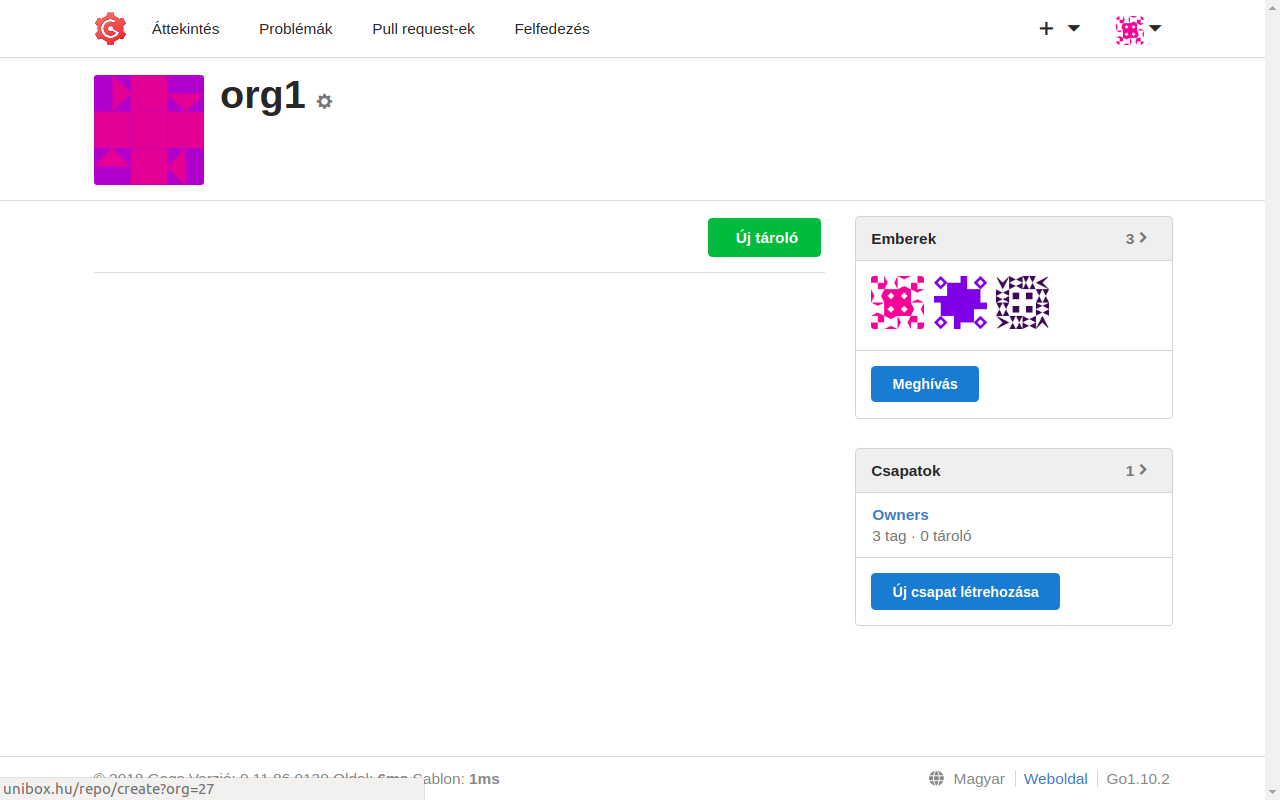 Áttekintés Problémák Pull request-ek Felfedezés
org1
Új tároló
Emberek 3
Meghívás
Csapatok 1
Owners
3 tag · 0 tároló
Új csapat létrehozása
© 2018 Gogs Verzió: 0.11.86.0130 Oldal: 6ms Sablon: 1ms
Magyar Weboldal Go1.10.2
unibox.hu/repo/create?org=27